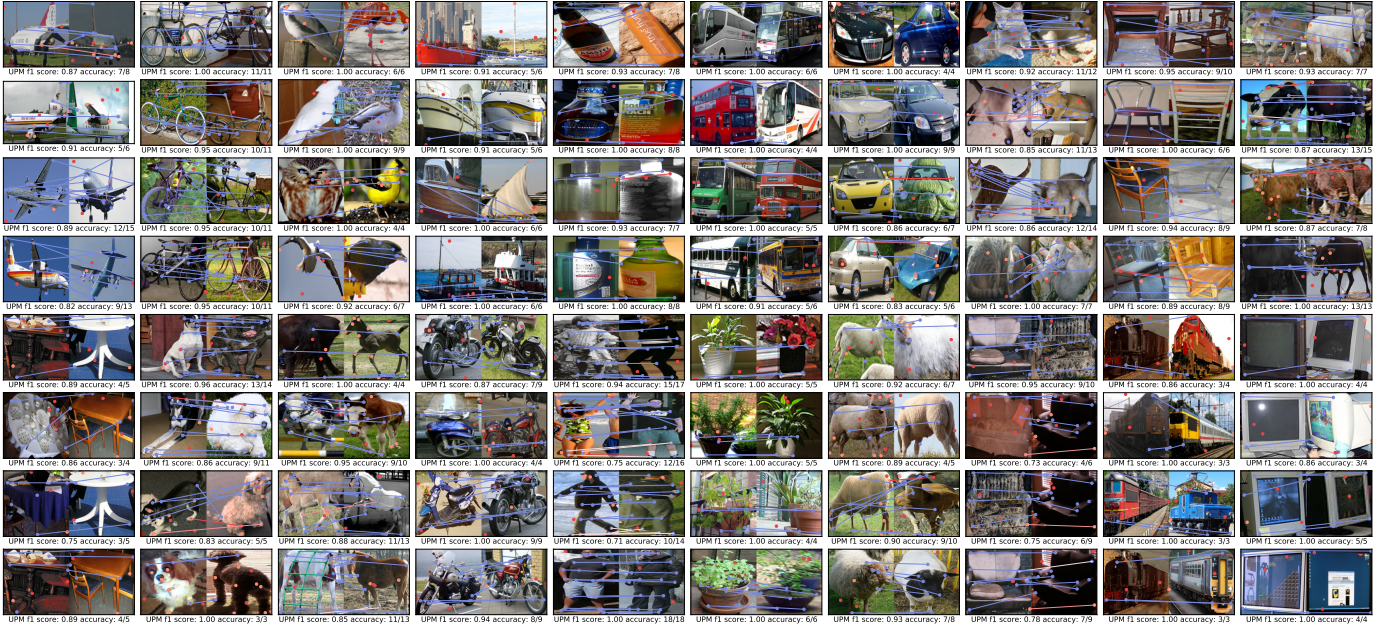 UPM f1 score: 0.87 accuracy: 7/8 UPM f1 score: 1.00 accuracy: 11/11 UPM f1 score: 1.00 accuracy: 6/6 UPM f1 score: 0.91 accuracy: 5/6 UPM f1 score: 0.93 accuracy: 7/8 UPM f1 score: 1.00 accuracy: 6/6 UPM f1 score: 1.00 accuracy: 4/4 UPM f1 score: 0.92 accuracy: 11/12 UPM f1 score: 0.95 accuracy: 9/10 UPM f1 score: 0.93 accuracy: 7/7
UPM f1 score: 0.91 accuracy: 5/6 UPM f1 score: 0.95 accuracy: 10/11 UPM f1 score: 1.00 accuracy: 9/9 UPM f1 score: 0.91 accuracy: 5/6 UPM f1 score: 1.00 accuracy: 8/8 UPM f1 score: 1.00 accuracy: 4/4 UPM f1 score: 1.00 accuracy: 9/9 UPM f1 score: 0.85 accuracy: 11/13 UPM f1 score: 1.00 accuracy: 6/6 UPM f1 score: 0.87 accuracy: 13/15
UPM f1 score: 0.89 accuracy: 12/15 UPM f1 score: 0.95 accuracy: 10/11 UPM f1 score: 1.00 accuracy: 4/4 UPM f1 score: 1.00 accuracy: 6/6 UPM f1 score: 0.93 accuracy: 7/7 UPM f1 score: 1.00 accuracy: 5/5 UPM f1 score: 0.86 accuracy: 6/7 UPM f1 score: 0.86 accuracy: 12/14 UPM f1 score: 0.94 accuracy: 8/9 UPM f1 score: 0.87 accuracy: 7/8
UPM f1 score: 0.82 accuracy: 9/13 UPM f1 score: 0.95 accuracy: 10/11 UPM f1 score: 0.92 accuracy: 6/7 UPM f1 score: 1.00 accuracy: 6/6 UPM f1 score: 1.00 accuracy: 8/8 UPM f1 score: 0.91 accuracy: 5/6 UPM f1 score: 0.83 accuracy: 5/6 UPM f1 score: 1.00 accuracy: 7/7 UPM f1 score: 0.89 accuracy: 8/9 UPM f1 score: 1.00 accuracy: 13/13
UPM f1 score: 0.89 accuracy: 4/5 UPM f1 score: 0.96 accuracy: 13/14 UPM f1 score: 1.00 accuracy: 4/4 UPM f1 score: 0.87 accuracy: 7/9 UPM f1 score: 0.94 accuracy: 15/17 UPM f1 score: 1.00 accuracy: 5/5 UPM f1 score: 0.92 accuracy: 6/7 UPM f1 score: 0.95 accuracy: 9/10 UPM f1 score: 0.86 accuracy: 3/4 UPM f1 score: 1.00 accuracy: 4/4
UPM f1 score: 0.86 accuracy: 3/4 UPM f1 score: 0.86 accuracy: 9/11 UPM f1 score: 0.95 accuracy: 9/10 UPM f1 score: 1.00 accuracy: 4/4 UPM f1 score: 0.75 accuracy: 12/16 UPM f1 score: 1.00 accuracy: 5/5 UPM f1 score: 0.89 accuracy: 4/5 UPM f1 score: 0.73 accuracy: 4/6 UPM f1 score: 1.00 accuracy: 3/3 UPM f1 score: 0.86 accuracy: 3/4
UPM f1 score: 0.75 accuracy: 3/5 UPM f1 score: 0.83 accuracy: 5/5 UPM f1 score: 0.88 accuracy: 11/13 UPM f1 score: 1.00 accuracy: 9/9 UPM f1 score: 0.71 accuracy: 10/14 UPM f1 score: 1.00 accuracy: 4/4 UPM f1 score: 0.90 accuracy: 9/10 UPM f1 score: 0.75 accuracy: 6/9 UPM f1 score: 1.00 accuracy: 3/3 UPM f1 score: 1.00 accuracy: 5/5
UPM f1 score: 0.89 accuracy: 4/5 UPM f1 score: 1.00 accuracy: 3/3 UPM f1 score: 0.85 accuracy: 11/13 UPM f1 score: 0.94 accuracy: 8/9 UPM f1 score: 1.00 accuracy: 18/18 UPM f1 score: 1.00 accuracy: 6/6 UPM f1 score: 0.93 accuracy: 7/8 UPM f1 score: 0.78 accuracy: 7/9 UPM f1 score: 1.00 accuracy: 3/3 UPM f1 score: 1.00 accuracy: 4/4